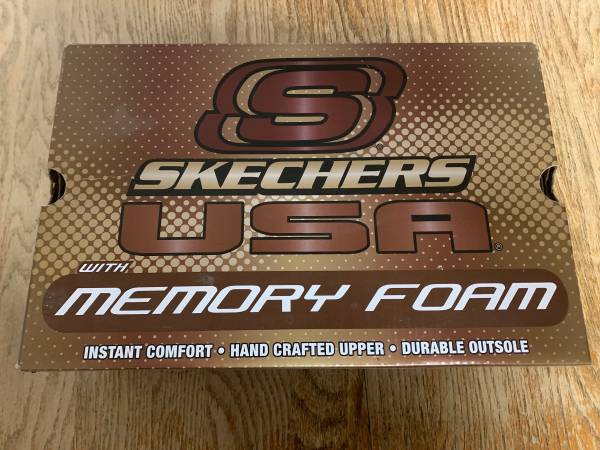 S
SKECHERS
USA
WITH
MEMORY FOAM
INSTANT COMFORT • HAND CRAFTED UPPER • DURABLE OUTSOLE